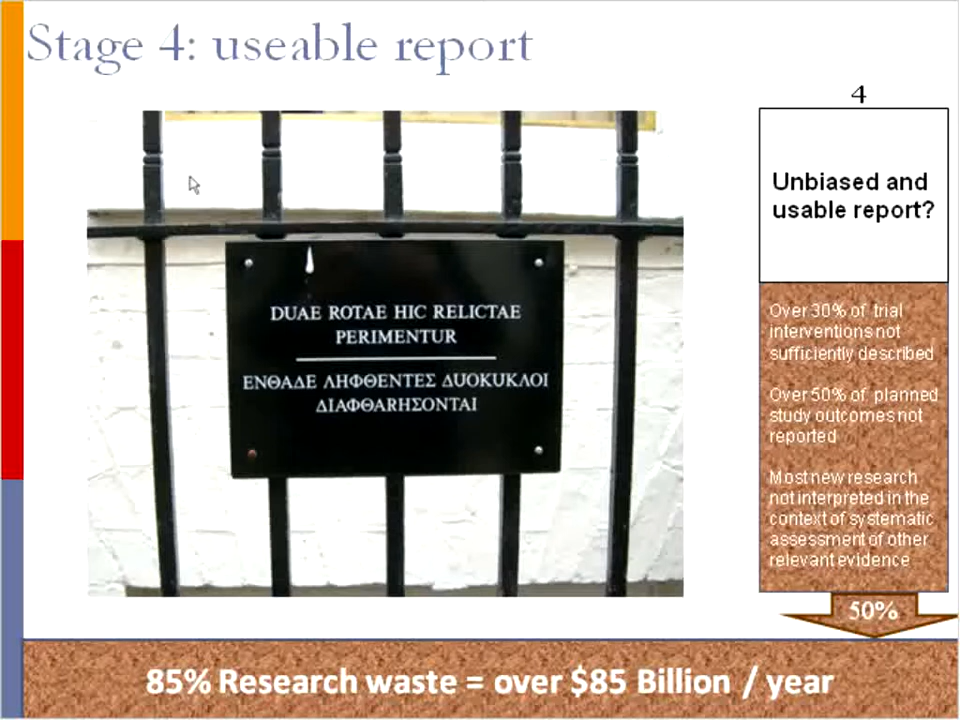 Stage 4: useable report
DUAE ROTAE HIC RELICTAE
PERIMENTUR
ΕΝΘΑΔΕ ΛΗΦΘΕΝΤΕΣ ΔΥΟΚΥΚΛΟΙ
ΔΙΑΦΘΑRΗΣΟΝΤΑΙ
4
Unbiased and
usable report?
Over 30% of trial
interventions not
sufficiently described
Over 50% of planned
study outcomes not
reported
Most new research
not interpreted in the
context of systematic
assessment of other
relevant evidence
50%
85% Research waste = over $85 Billion / year